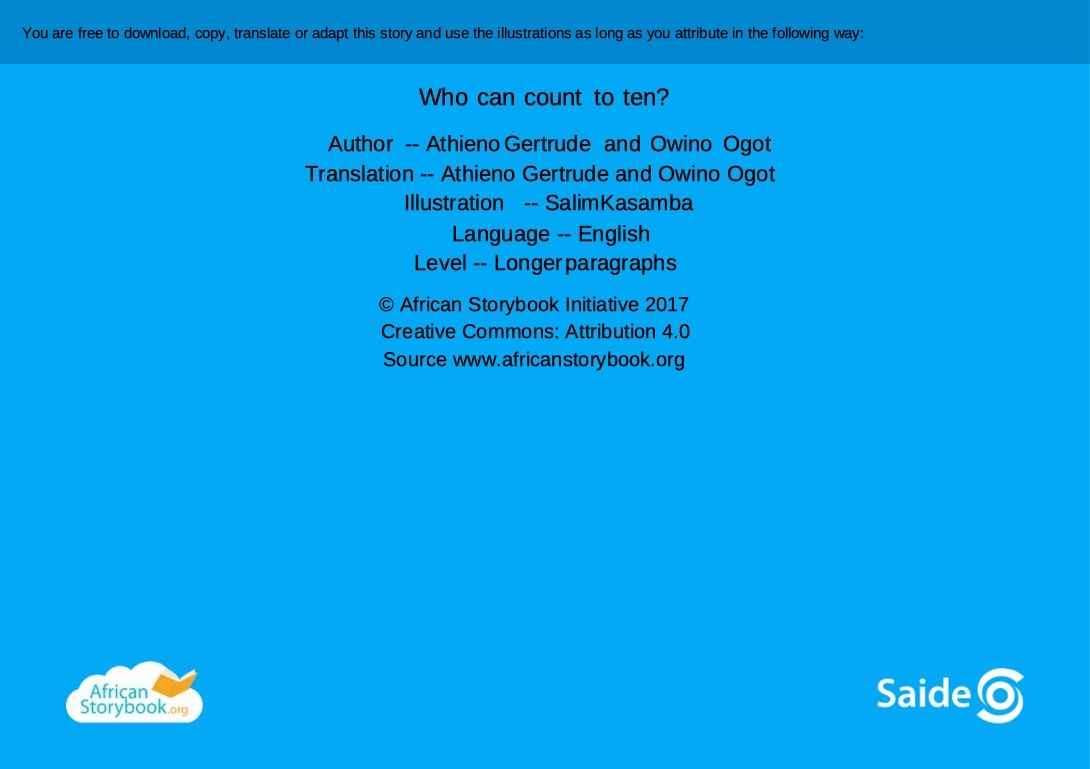 You are free to download, copy, translate or adapt this story and use the illustrations as long as you attribute in the following way:
Who can count to ten?
Author -- Athieno Gertrude and Owino Ogot
Translation -- Athieno Gertrude and Owino Ogot
Illustration -- SalimKasamba
Language -- English
Level -- Longer paragraphs
© African Storybook Initiative 2017
Creative Commons: Attribution 4.0
Source www.africanstorybook.org
African
Storybook.org
Saide